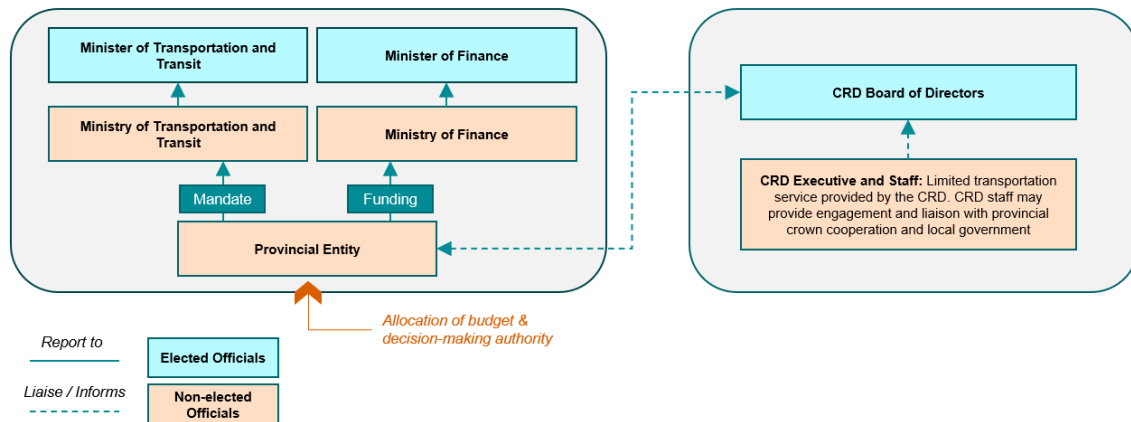 Minister of Transportation and
Transit
Minister of Finance
Ministry of Transportation and
Transit
Ministry of Finance
Mandate
Funding
Provincial Entity
Allocation of budget &
decision-making authority
CRD Board of Directors
CRD Executive and Staff: Limited transportation
service provided by the CRD. CRD staff may
provide engagement and liaison with provincial
crown cooperation and local government
Report to
Elected Officials
Liaise / Informs
Non-elected
Officials